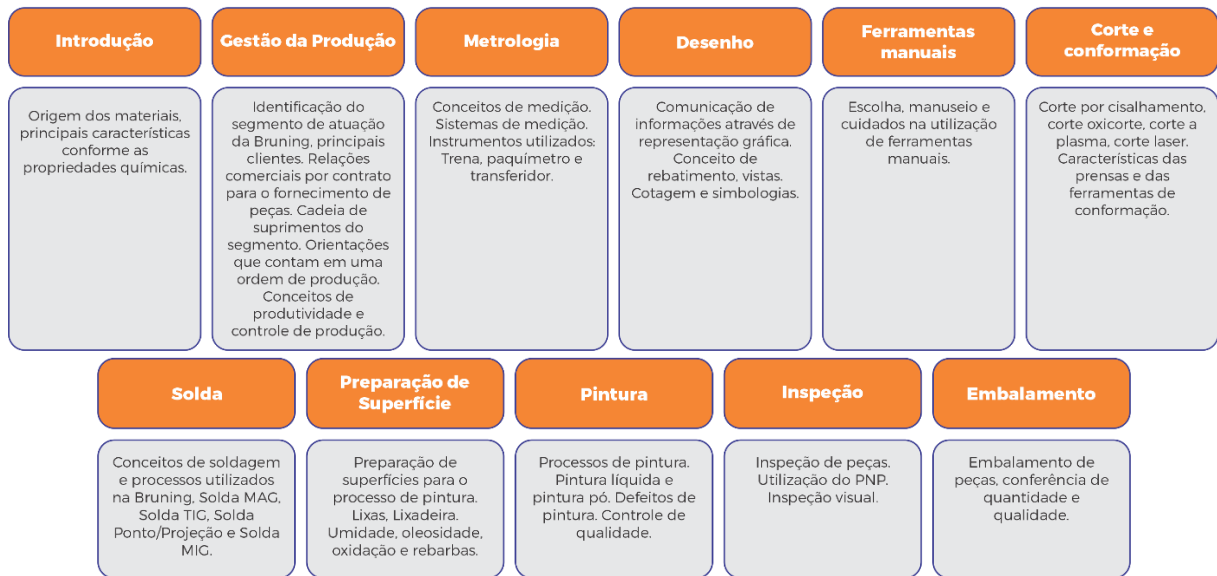 Introdução
Origem dos materiais,
principais características
conforme as
propriedades químicas.
Gestão da Produção
Identificação do
segmento de atuação
da Bruning, principais
clientes. Relações
comerciais por contrato
para o fornecimento de
peças. Cadeia de
suprimentos do
segmento. Orientações
que contam em uma
ordem de produção.
Conceitos de
produtividade e
controle de produção.
Metrologia
Conceitos de medição.
Sistemas de medição.
Instrumentos utilizados:
Trena, paquímetro e
transferidor.
Desenho
Comunicação de
informações através de
representação gráfica.
Conceito de
rebatimento, vistas.
Cotagem e simbologias.
Ferramentas
manuais
Escolha, manuseio e
cuidados na utilização
de ferramentas
manuais.
Corte e
conformação
Corte por cisalhamento,
corte oxicorte, corte a
plasma, corte laser.
Características das
prensas e das
ferramentas de
conformação.
Solda
Conceitos de soldagem
e processos utilizados
na Bruning, Solda MAG,
Solda TIG, Solda
Ponto/Projeção e Solda
MIG.
Preparação de
Superfície
Preparação de
superfícies para o
processo de pintura.
Lixas, Lixadeira.
Umidade, oleosidade,
oxidação e rebarbas.
Pintura
Processos de pintura.
Pintura líquida e
pintura pó. Defeitos de
pintura. Controle de
qualidade.
Inspeção
Inspeção de peças.
Utilização do PNP.
Inspeção visual.
Embalamento
Embalamento de
peças, conferência de
quantidade e
qualidade.